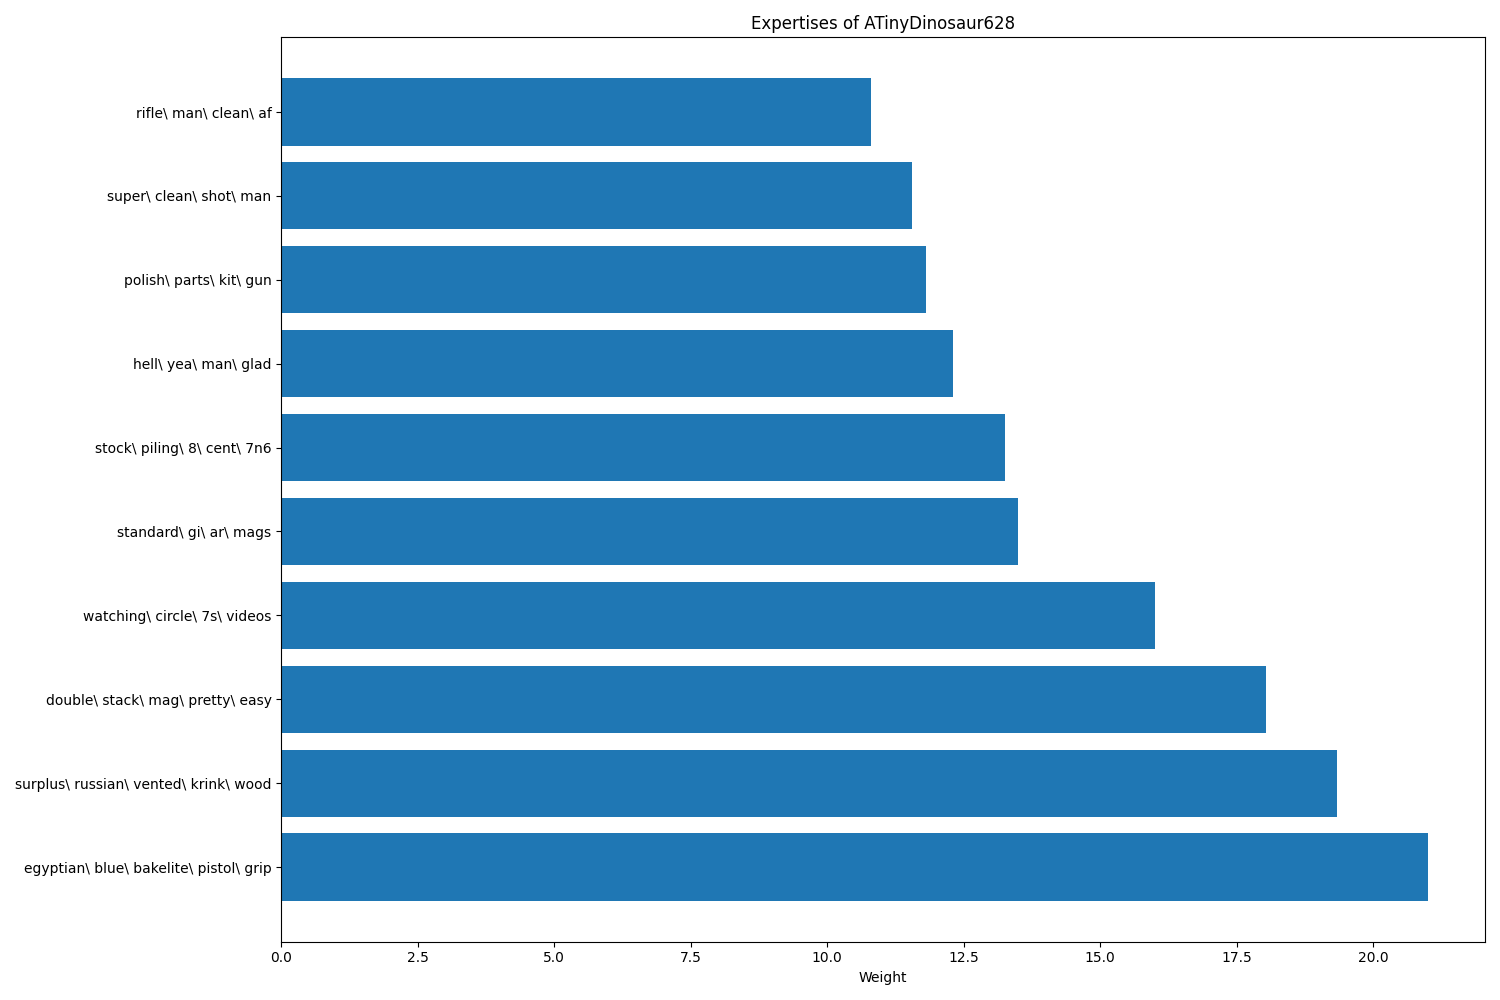 Expertises of ATinyDinosaur628
rifle\ man\ clean\ af
super\ clean\ shot\ man
polish\ parts\ kit\ gun
hell\ yea\ man\ glad
stock\ piling\ 8\ cent\ 7n6
standard\ gi\ ar\ mags
watching\ circle\ 7s\ videos
double\ stack\ mag\ pretty\ easy
surplus\ russian\ vented\ krink\ wood
egyptian\ blue\ bakelite\ pistol\ grip
0.0 2.5 5.0 7.5 10.0 12.5 15.0 17.5 20.0
Weight